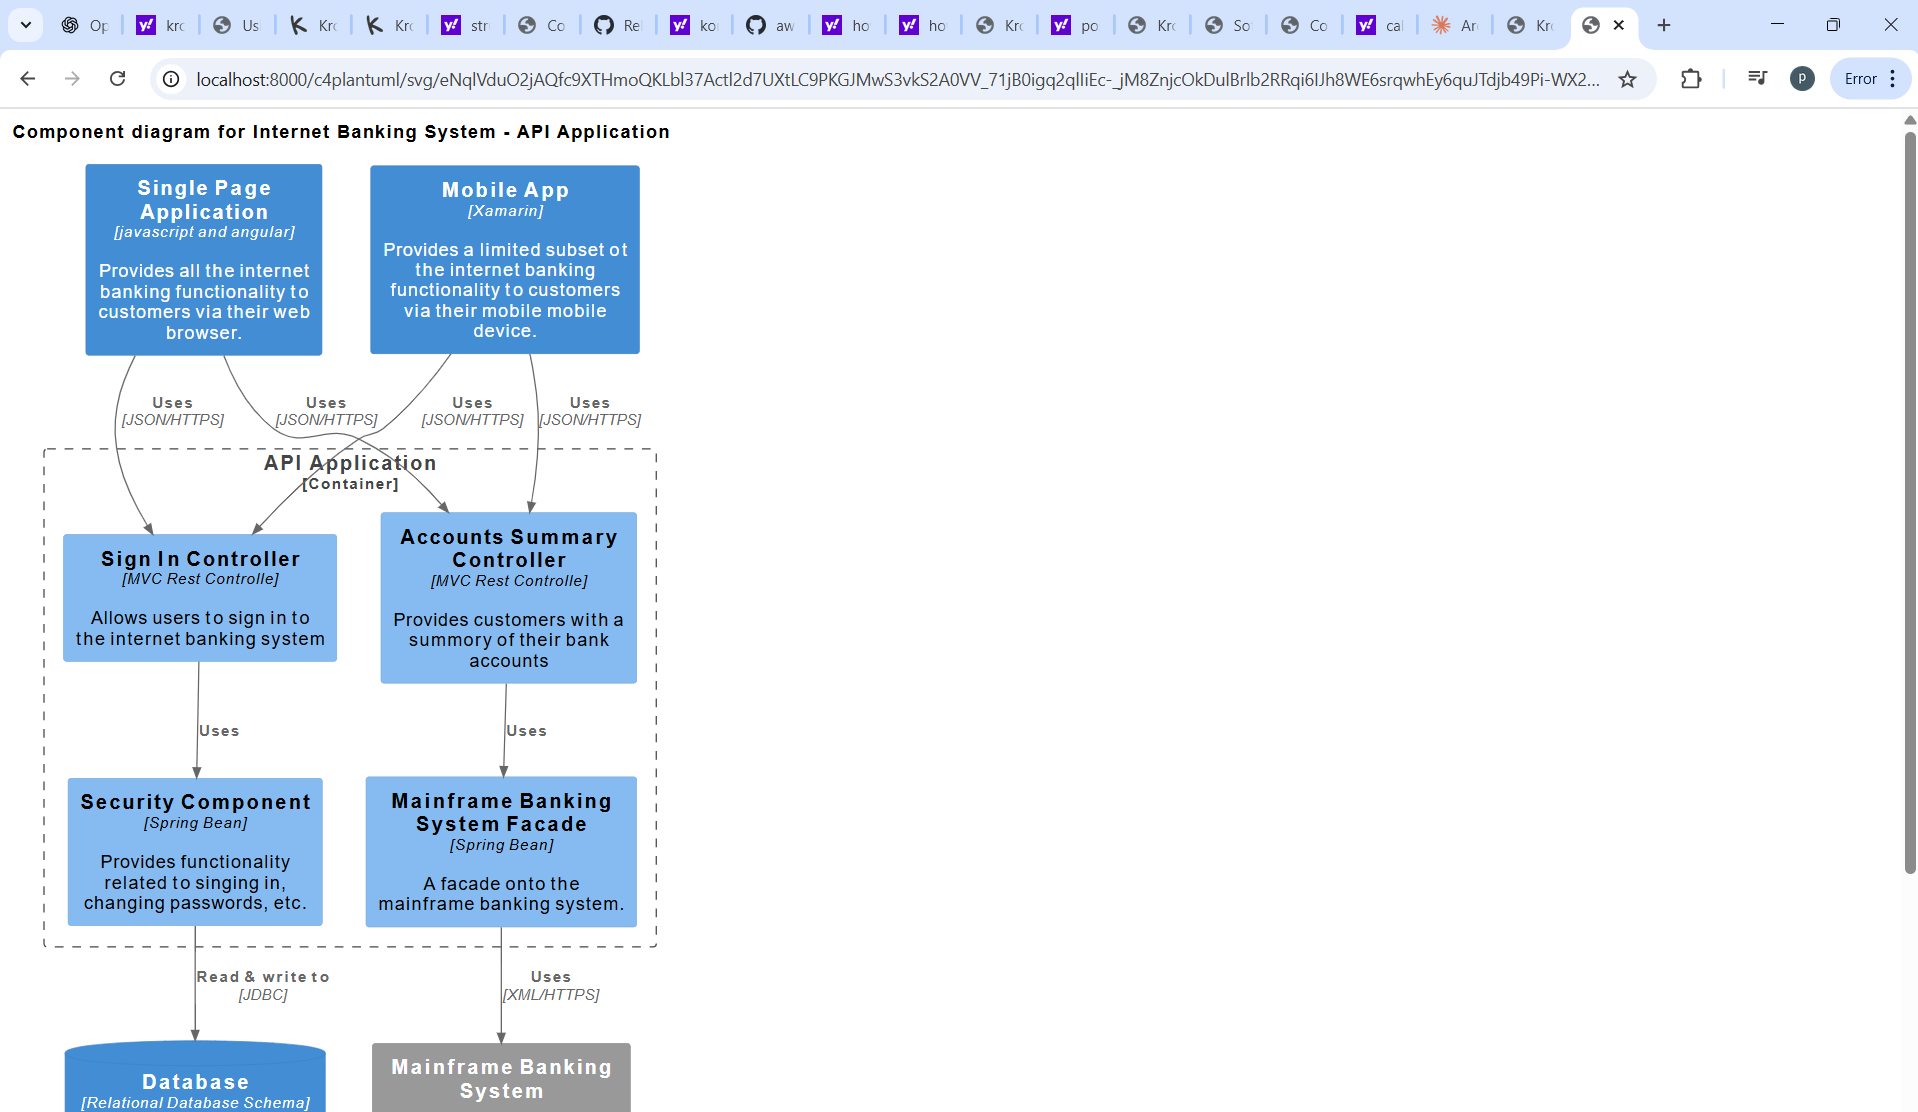 Op
krc
Us
Krc
Krc
str
Co
Re
ko
aw
ho
ho
Krc
po
Krc
So
Co
cal
Ar
Krc
localhost:8000/c4plantuml/svg/
P
Error
Component diagram for Internet Banking System - API Application
Single Page
Application
[javascript and angular]
Provides all the internet
banking functionality to
customers via their web
browser.
Mobile App
[Xamarin]
Provides a limited subset ot
the internet banking
functionality to customers
via their mobile mobile
device.
Uses
[JSON/HTTPS]
Uses
[JSON/HTTPS]
Uses
[JSON/HTTPS]
Uses
[JSON/HTTPS]
API Application
[Container]
Sign In Controller
[MVC Rest Controlle]
Allows users to sign in to
the internet banking system
Accounts Summary
Controller
[MVC Rest Controlle]
Provides customers with a
summory of their bank
accounts
Uses
Uses
Security Component
[Spring Bean]
Provides functionality
related to singing in,
changing passwords, etc.
Mainframe Banking
System Facade
[Spring Bean]
A facade onto the
mainframe banking system.
Read & write to
[JDBC]
Uses
[XML/HTTPS]
Database
[Relational Database Schema]
Mainframe Banking
System